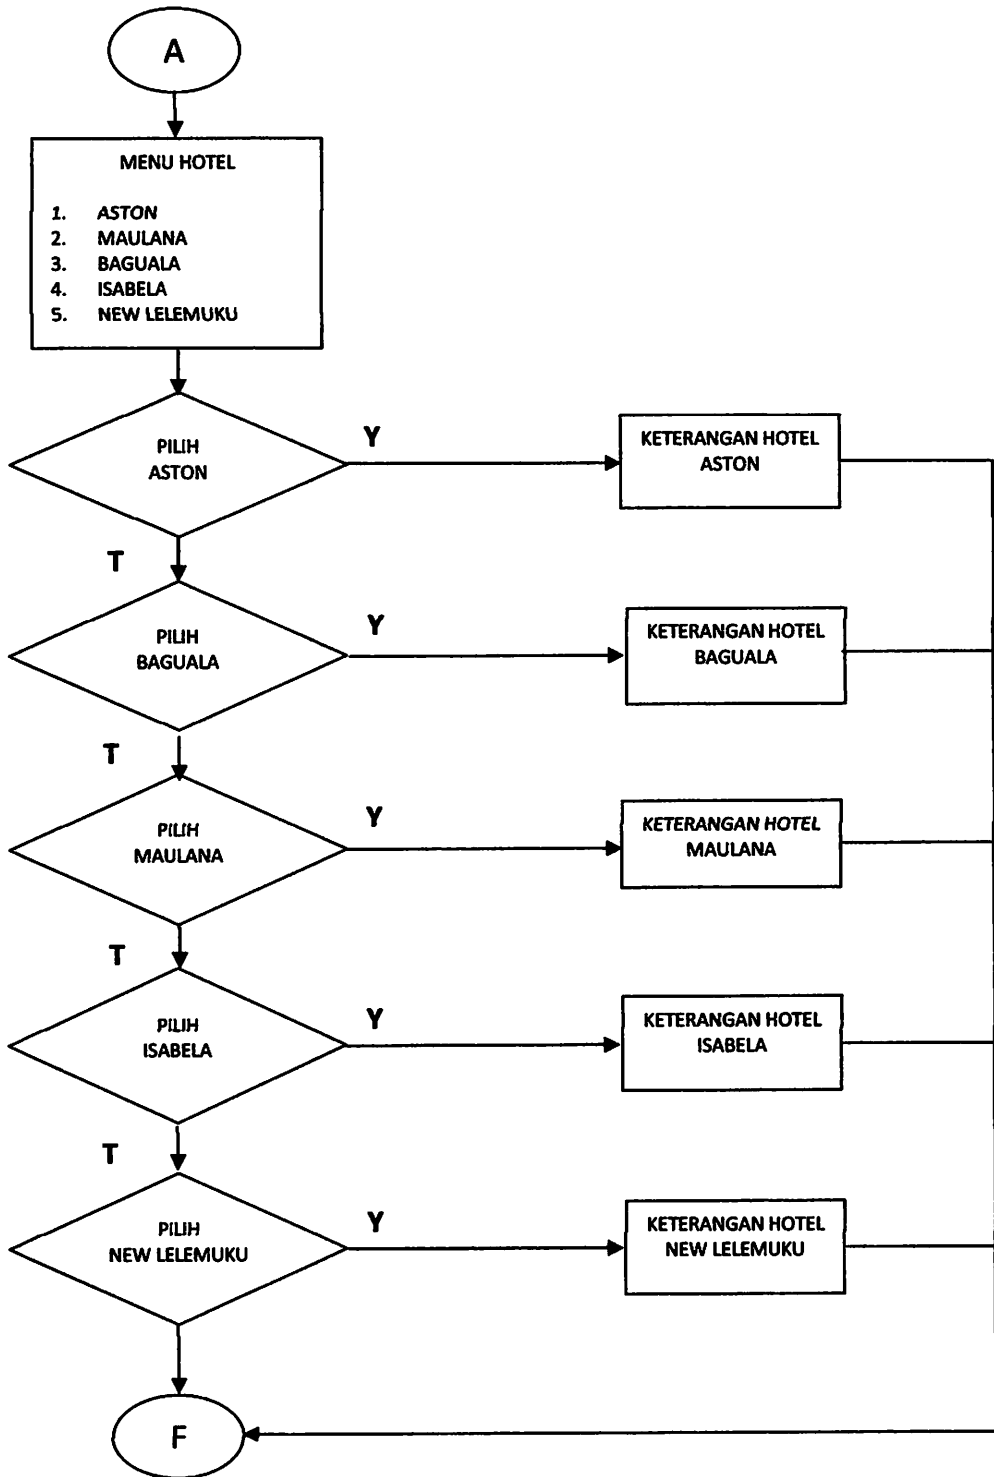 A
MENU HOTEL
1. ASTON
2. MAULANA
3. BAGUALA
4. ISABELA
5. NEW LELEMUKU
PILIH
ASTON
Y
KETERANGAN HOTEL
ASTON
T
PILIH
BAGUALA
Y
KETERANGAN HOTEL
BAGUALA
T
PILIH
MAULANA
Y
KETERANGAN HOTEL
MAULANA
T
PILIH
ISABELA
Y
KETERANGAN HOTEL
ISABELA
T
PILIH
NEW LELEMUKU
Y
KETERANGAN HOTEL
NEW LELEMUKU
F